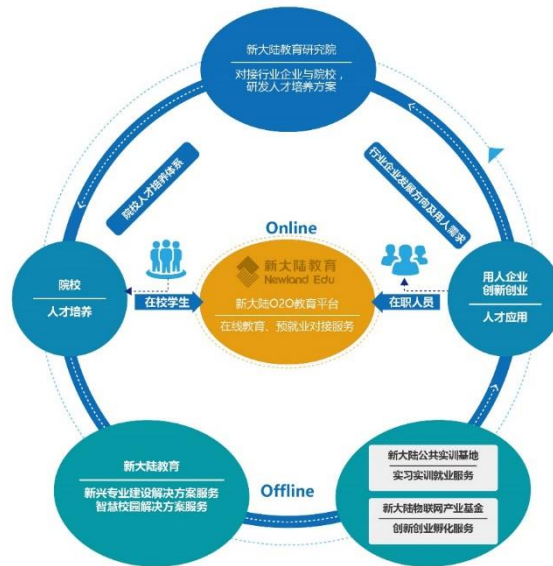 新大陆教育研究院
对接行业企业与院校，
研发人才培养方案
院校人才培养体系
行业企业发展方向及用人需求
Online
新大陆教育
Newland Edu
新大陆O2O教育平台
在线教育、预就业对接服务
院校
人才培养
在校学生
在职人员
用人企业
创新创业
人才应用
新大陆教育
新兴专业建设解决方案服务
智慧校园解决方案服务
Offline
新大陆公共实训基地
实习实训就业服务
新大陆物联网产业基金
创新创业孵化服务